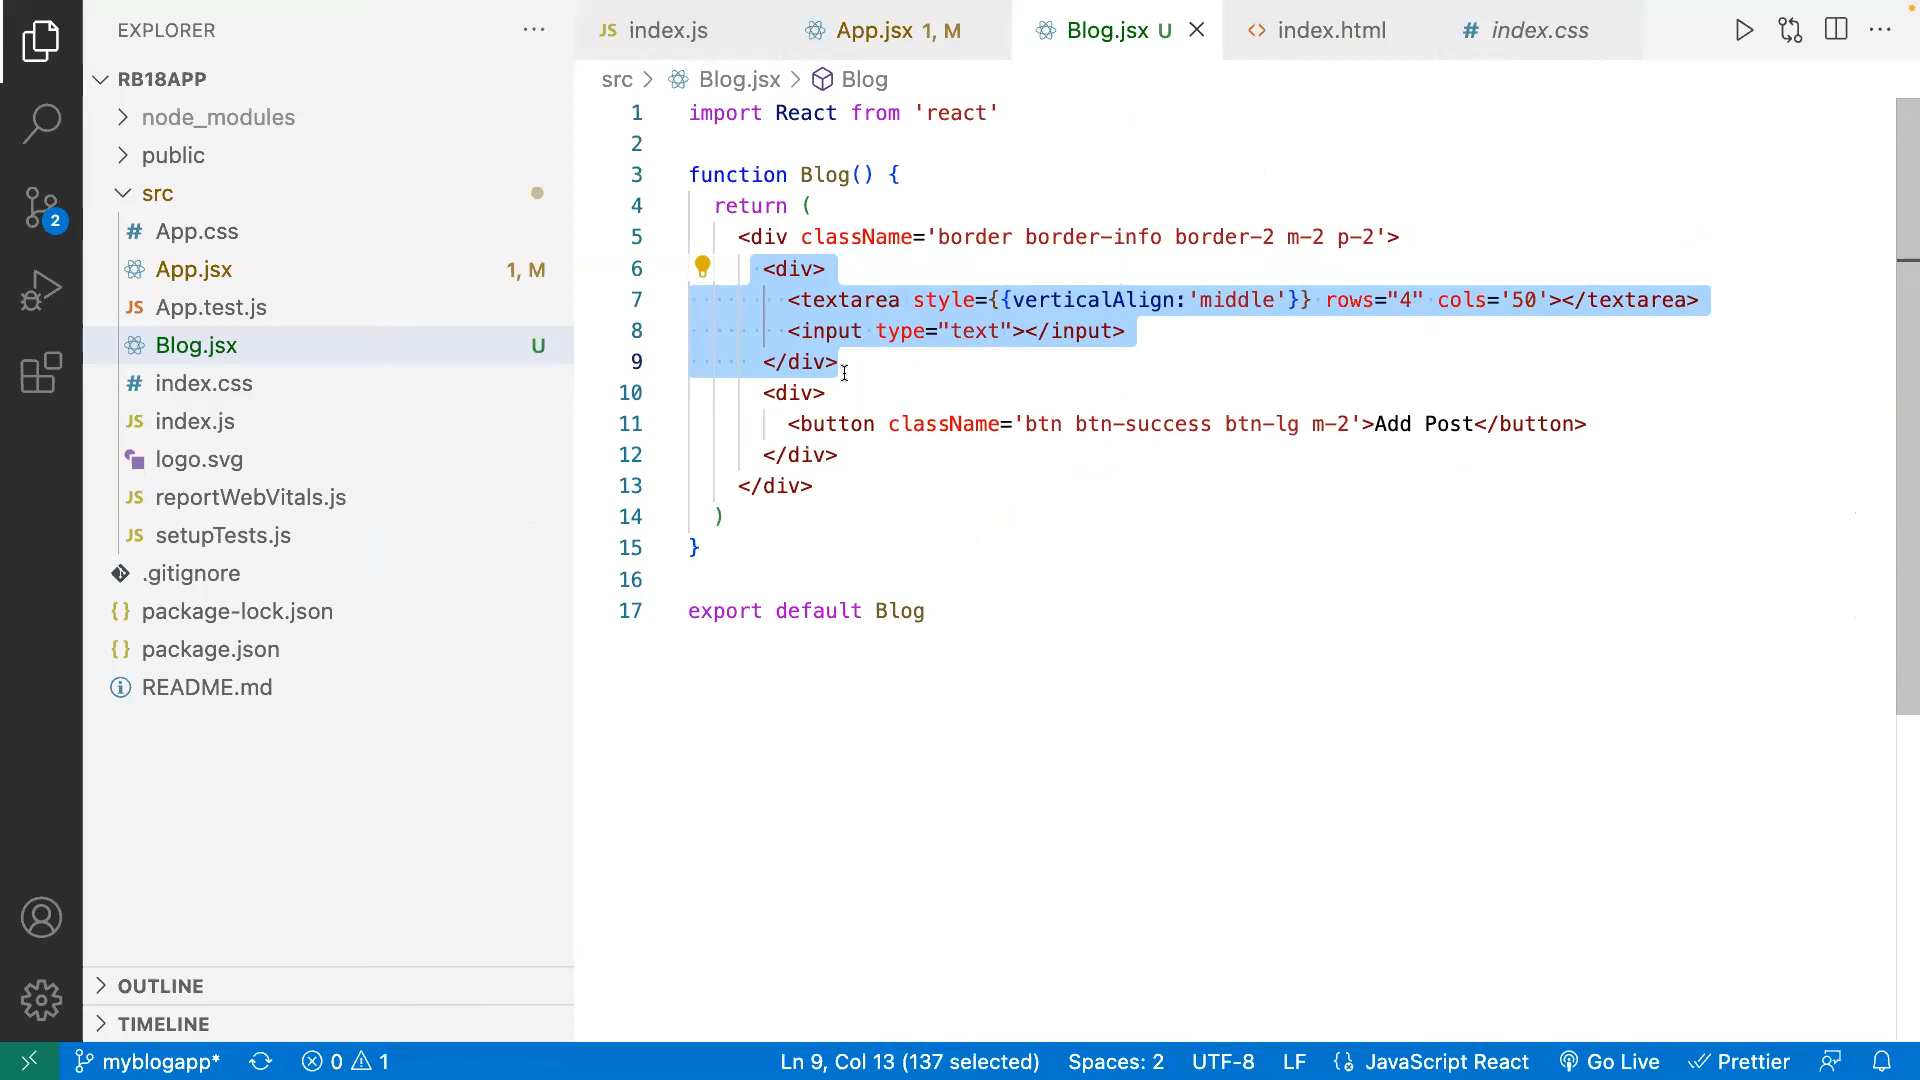 EXPLORER
RB18APP
node_modules
public
src
App.css
App.jsx 1, M
App.test.js
Blog.jsx U
index.css
index.js
logo.svg
reportWebVitals.js
setupTests.js
.gitignore
package-lock.json
package.json
README.md
OUTLINE
TIMELINE
2
JS index.js
App.jsx 1, M
Blog.jsx U
index.html
# index.css
src > Blog.jsx > Blog
1 import React from 'react'
2
3 function Blog() {
4 return (
5 <div className='border border-info border-2 m-2 p-2'>
6 <div>
7 <textarea style={{verticalAlign:'middle'}} rows="4" cols='50'></textarea>
8 <input type="text"></input>
9 </div>
10 <div>
11 <button className='btn btn-success btn-lg m-2'>Add Post</button>
12 </div>
13 </div>
14 )
15 }
16
17 export default Blog
myblogapp* 0 1 Ln 9, Col 13 (137 selected) Spaces: 2 UTF-8 LF JavaScript React Go Live Prettier